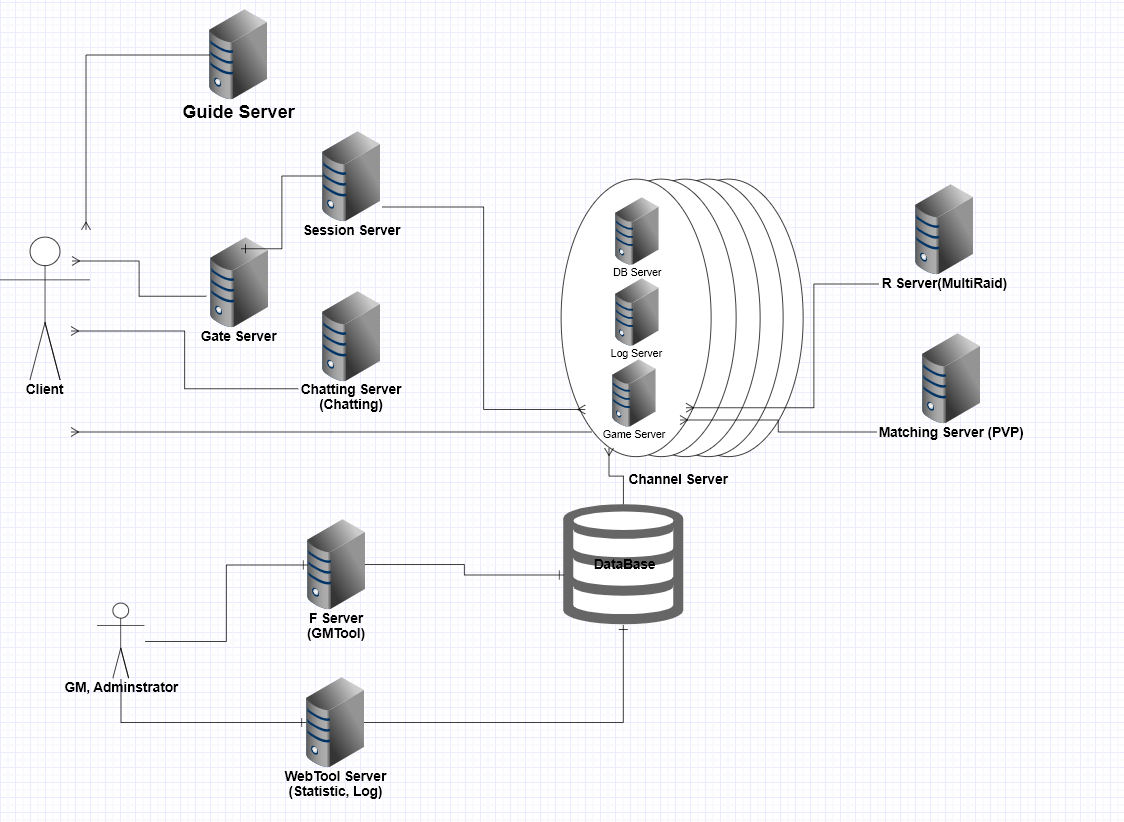 Guide Server
Session Server
DB Server
R Server(MultiRaid)
Gate Server
Log Server
Client
Chatting Server
(Chatting)
Game Server
Matching Server (PVP)
Channel Server
DataBase
F Server
(GMTool)
GM, Adminstrator
WebTool Server
(Statistic, Log)